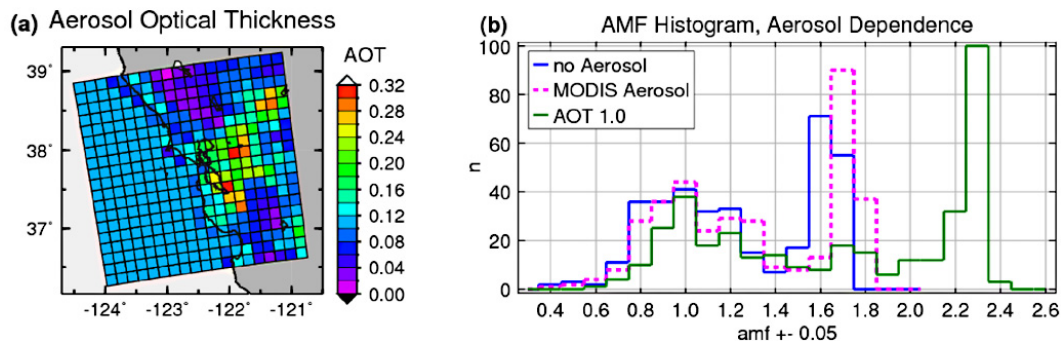 (a) Aerosol Optical Thickness
AOT
39°
38°
37°
-124° -123° -122° -121°
0.32
0.28
0.24
0.20
0.16
0.12
0.08
0.04
0.00
(b) AMF Histogram, Aerosol Dependence
no Aerosol
MODIS Aerosol
AOT 1.0
100
80
60
40
20
0
n
0.4 0.6 0.8 1.0 1.2 1.4 1.6 1.8 2.0 2.2 2.4 2.6
amf +- 0.05